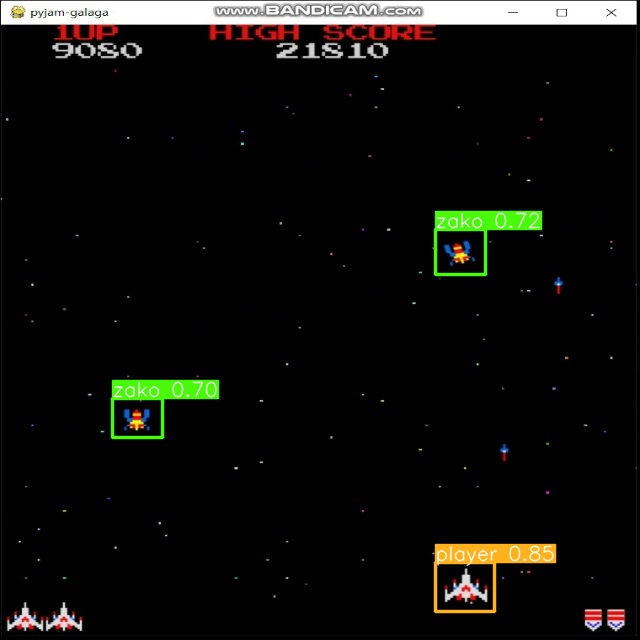 pyjam-galaga
www.BANDICAM.com
1UP HIGH SCORE
9080 21810
zako 0.72
zako 0.70
player 0.85